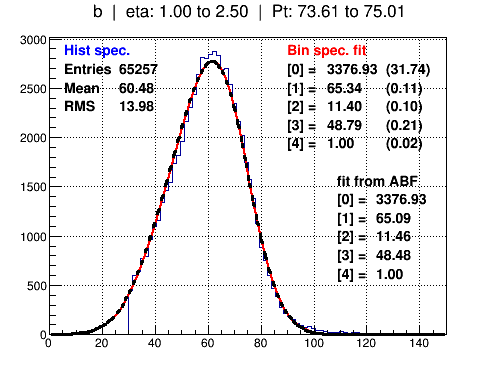 b | eta: 1.00 to 2.50 | Pt: 73.61 to 75.01
Hist spec.
Entries 65257
Mean 60.48
RMS 13.98
Bin spec. fit
[0] = 3376.93 (31.74)
[1] = 65.34 (0.11)
[2] = 11.40 (0.10)
[3] = 48.79 (0.21)
[4] = 1.00 (0.02)
fit from ABF
[0] = 3376.93
[1] = 65.09
[2] = 11.46
[3] = 48.48
[4] = 1.00
3000
2500
2000
1500
1000
500
0
0 20 40 60 80 100 120 140